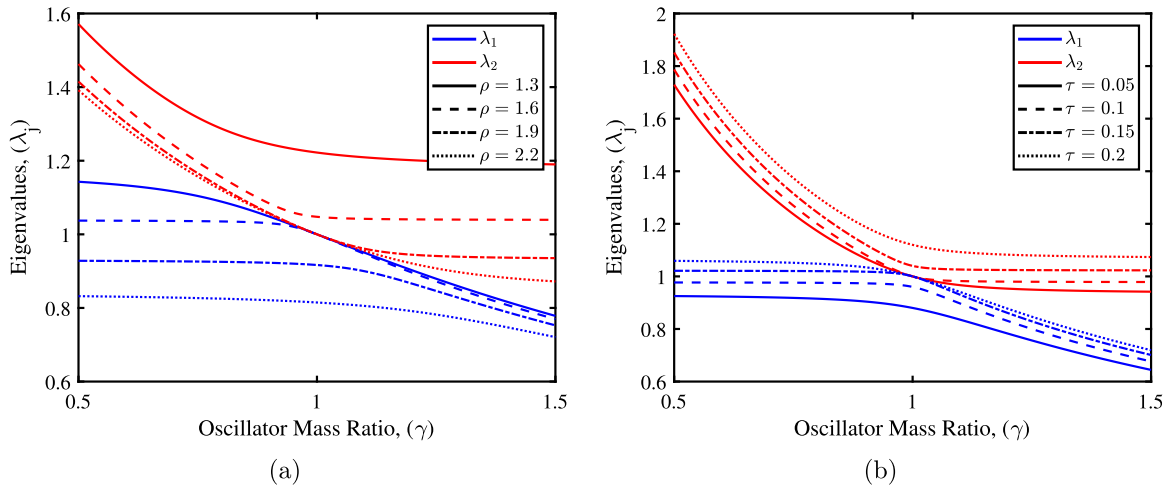 1.6
1.4
1.2
1
0.8
0.6
0.5
1
1.5
Eigenvalues, (λj)
Oscillator Mass Ratio, (γ)
λ1
λ2
ρ = 1.3
ρ = 1.6
ρ = 1.9
ρ = 2.2
(a)
2
1.8
1.6
1.4
1.2
1
0.8
0.6
0.5
1
1.5
Eigenvalues, (λj)
Oscillator Mass Ratio, (γ)
λ1
λ2
τ = 0.05
τ = 0.1
τ = 0.15
τ = 0.2
(b)